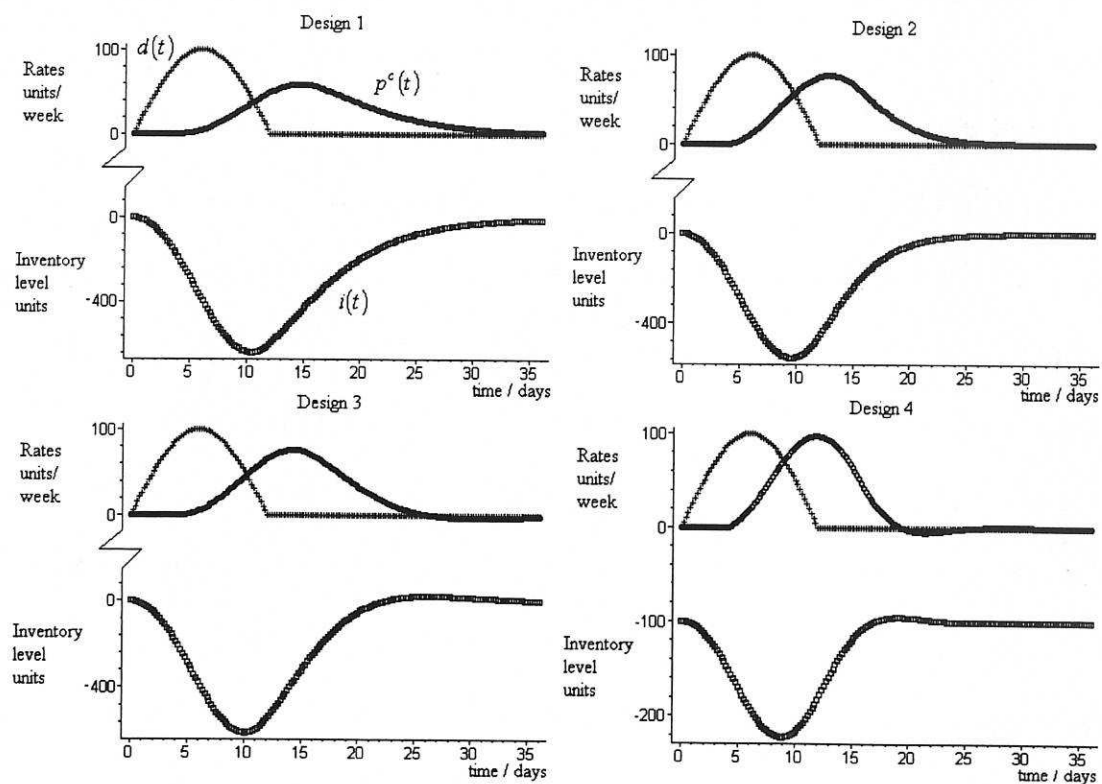 Design 1
100
d(t)
Rates
units/
week
p^c(t)
0
0
Inventory
level
units
-400
i(t)
0 5 10 15 20 25 30 35
time / days
Design 2
100
Rates
units/
week
0
0
Inventory
level
units
-400
0 5 10 15 20 25 30 35
time / days
Design 3
100
Rates
units/
week
0
0
Inventory
level
units
-400
0 5 10 15 20 25 30 35
time / days
Design 4
100
Rates
units/
week
0
-100
Inventory
level
units
-200
0 5 10 15 20 25 30 35
time / days